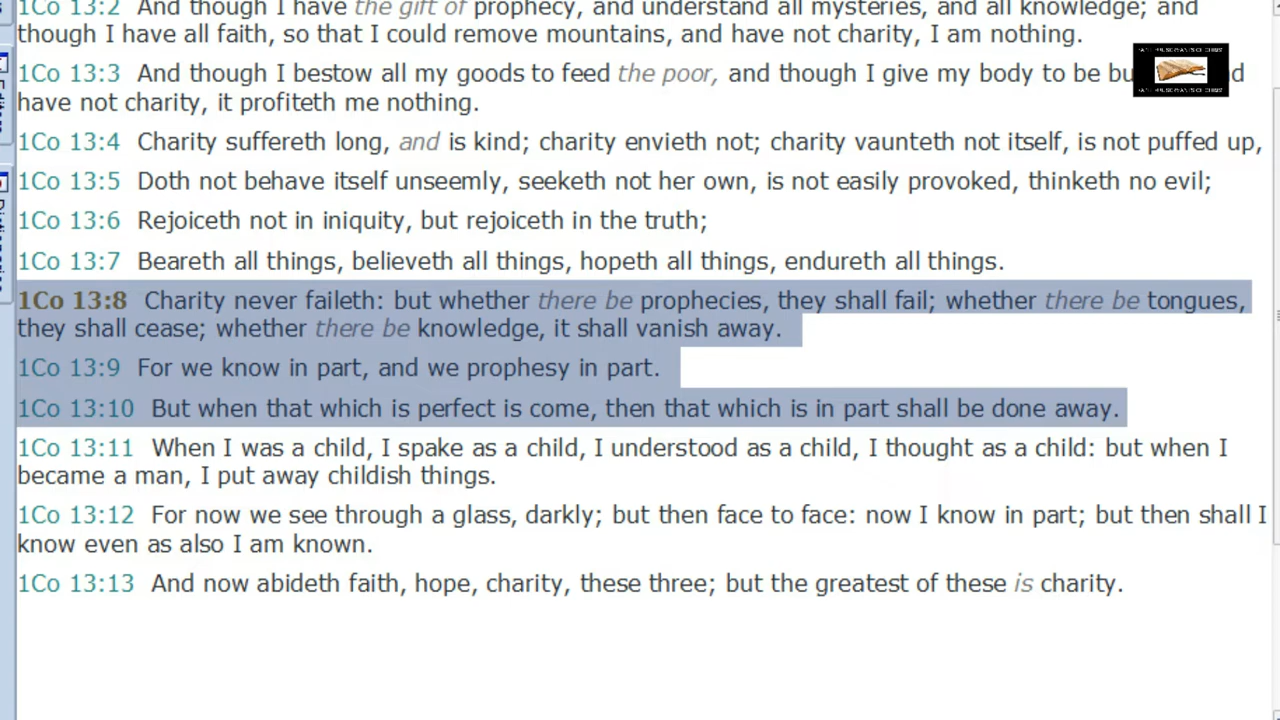 1Co 13:2 And though I have the gift of prophecy, and understand all mysteries, and all knowledge; and
though I have all faith, so that I could remove mountains, and have not charity, I am nothing.
1Co 13:3 And though I bestow all my goods to feed the poor, and though I give my body to be
have not charity, it profiteth me nothing.
1Co 13:4 Charity suffereth long, and is kind; charity envieth not; charity vaunteth not itself, is not puffed up,
1Co 13:5 Doth not behave itself unseemly, seeketh not her own, is not easily provoked, thinketh no evil;
1Co 13:6 Rejoiceth not in iniquity, but rejoiceth in the truth;
1Co 13:7 Beareth all things, believeth all things, hopeth all things, endureth all things.
1Co 13:8 Charity never faileth: but whether there be prophecies, they shall fail; whether there be tongues,
they shall cease; whether there be knowledge, it shall vanish away.
1Co 13:9 For we know in part, and we prophesy in part.
1Co 13:10 But when that which is perfect is come, then that which is in part shall be done away.
1Co 13:11 When I was a child, I spake as a child, I understood as a child, I thought as a child: but when I
became a man, I put away childish things.
1Co 13:12 For now we see through a glass, darkly; but then face to face: now I know in part; but then shall I
know even as also I am known.
1Co 13:13 And now abideth faith, hope, charity, these three; but the greatest of these is charity.